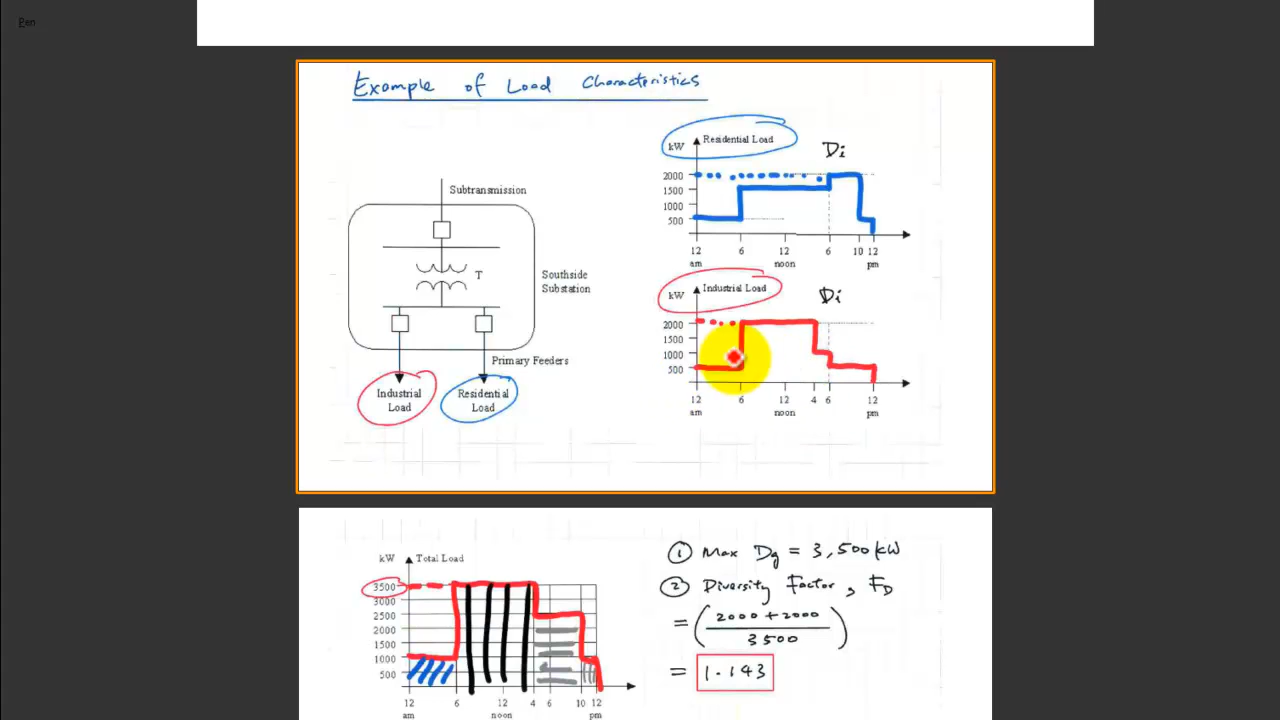 Pen
Example of Load Characteristics
Subtransmission
T
Southside
Substation
Primary Feeders
Industrial
Load
Residential
Load
kW
Residential Load
Di
2000
1500
1000
500
12
am
6
12
noon
6
10
12
pm
kW
Industrial Load
Di
2000
1500
1000
500
12
am
6
12
noon
4
6
12
pm
kW
Total Load
3500
3000
2500
2000
1500
1000
500
12
am
6
12
noon
4
6
10
12
pm
① Max Dg = 3,500kW
② Diversity Factor, FD
= (2000 + 2000
3500)
= 1.143